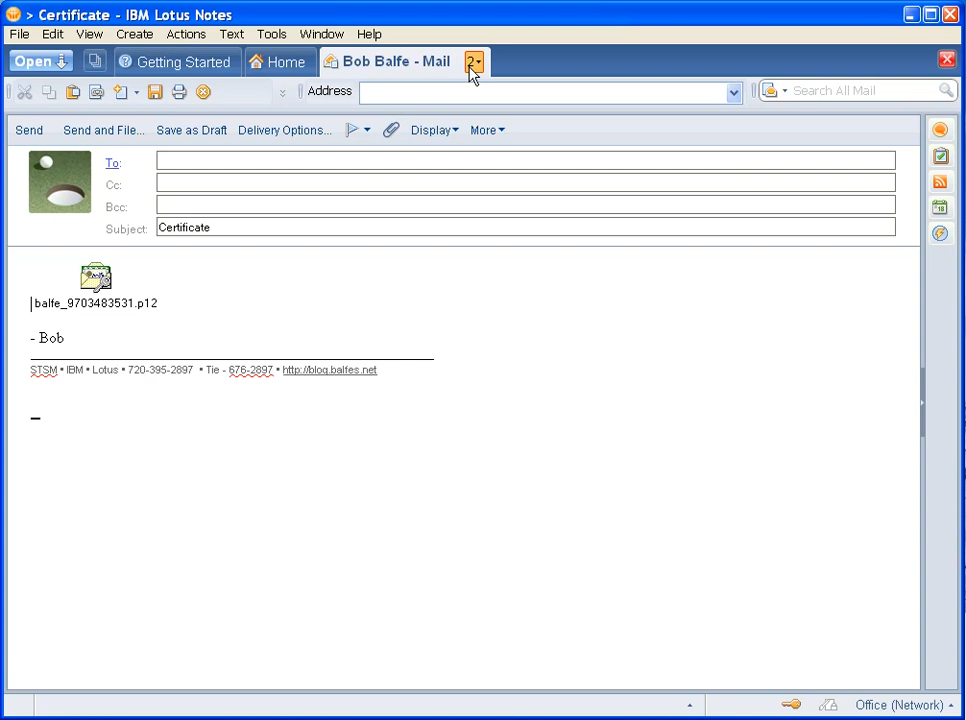 > Certificate - IBM Lotus Notes
File Edit View Create Actions Text Tools Window Help
Open Getting Started Home Bob Balfe - Mail 2
Address Search All Mail
Send Send and File... Save as Draft Delivery Options... Display More
To:
Cc:
Bcc:
Subject: Certificate
18
balfe_9703483531.p12
- Bob
STSM • IBM • Lotus • 720-395-2897 • Tie - 676-2897 • http://blog.balfes.net
Office (Network)